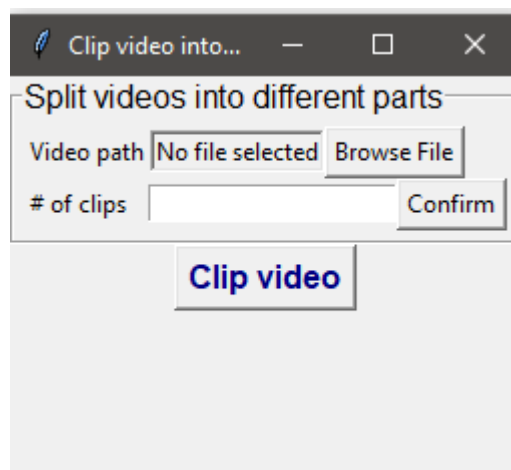 Clip video into...
Split videos into different parts
Video path No file selected Browse File
# of clips Confirm
Clip video